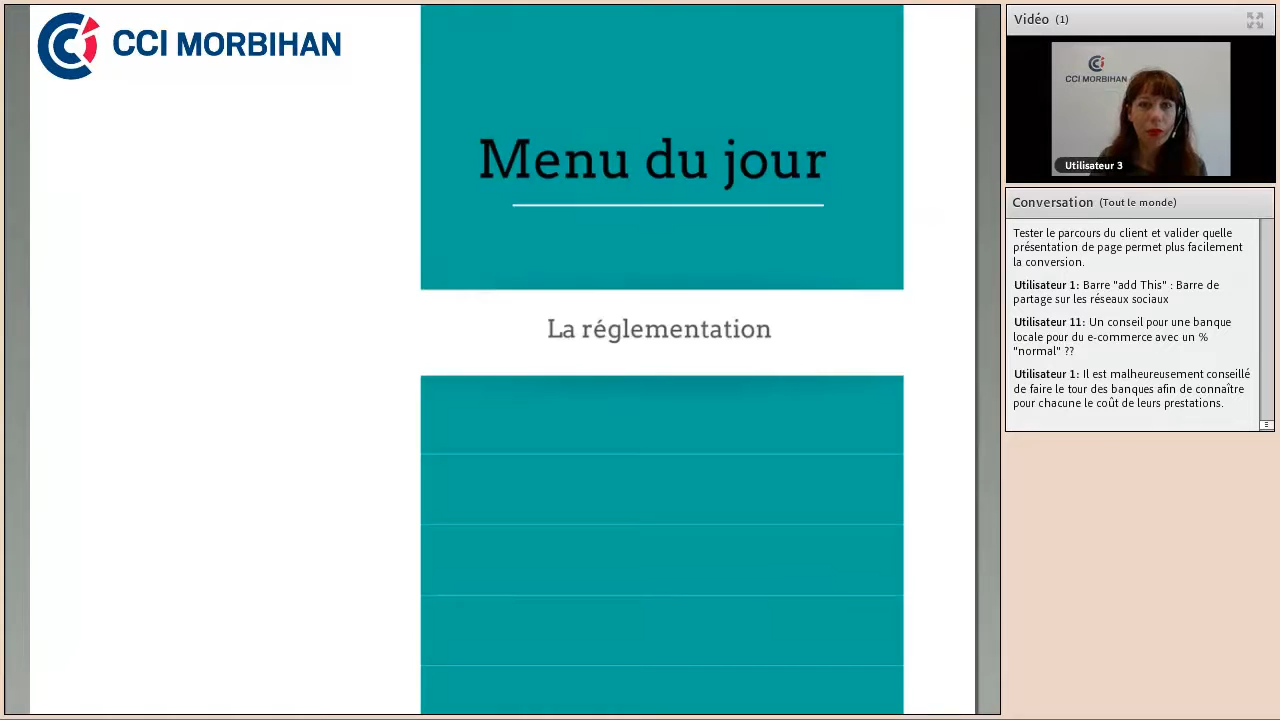 CCI MORBIHAN
Menu du jour
La réglementation
Vidéo (1)
CCI MORBIHAN
Utilisateur 3
Conversation (Tout le monde)
Tester le parcours du client et valider quelle
présentation de page permet plus facilement
la conversion.
Utilisateur 1: Barre "add This" : Barre de
partage sur les réseaux sociaux
Utilisateur 11: Un conseil pour une banque
locale pour du e-commerce avec un %
"normal" ??
Utilisateur 1: Il est malheureusement conseillé
de faire le tour des banques afin de connaître
pour chacune le coût de leurs prestations.